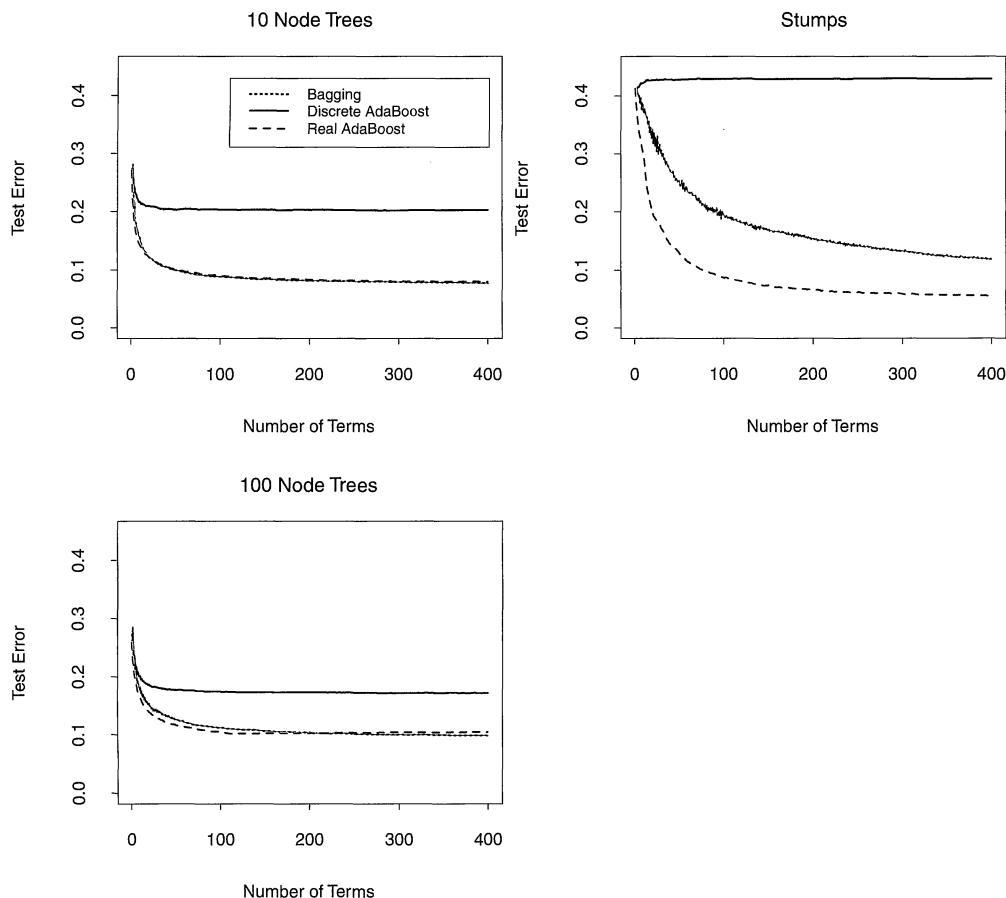 10 Node Trees
Test Error
0.0
0.1
0.2
0.3
0.4
Bagging
Discrete AdaBoost
Real AdaBoost
0 100 200 300 400
Number of Terms
Stumps
Test Error
0.0
0.1
0.2
0.3
0.4
0 100 200 300 400
Number of Terms
100 Node Trees
Test Error
0.0
0.1
0.2
0.3
0.4
0 100 200 300 400
Number of Terms